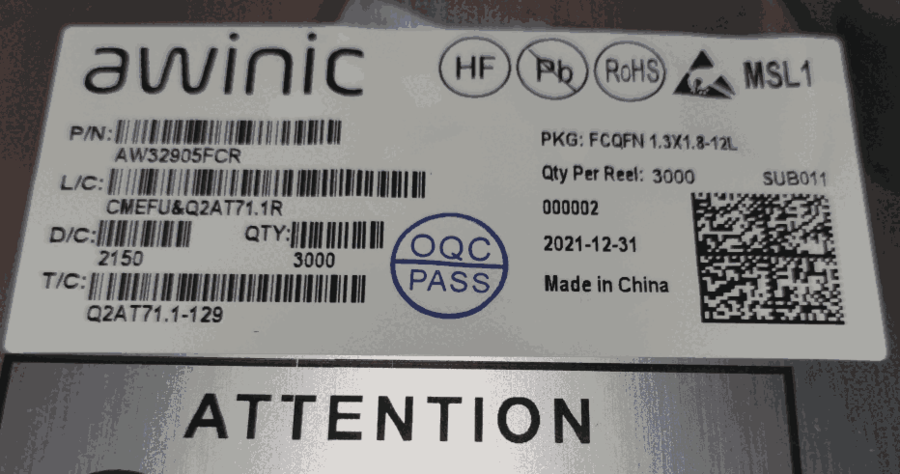 awinic
HF Pb RoHS MSL1
P/N:
AW32905FCR
L/C:
CMEFU&Q2AT71.1R
D/C:
2150
QTY:
3000
T/C:
Q2AT71.1-129
OQC
PASS
PKG: FCQFN 1.3X1.8-12L
Qty Per Reel: 3000
SUB011
000002
2021-12-31
Made in China
ATTENTION